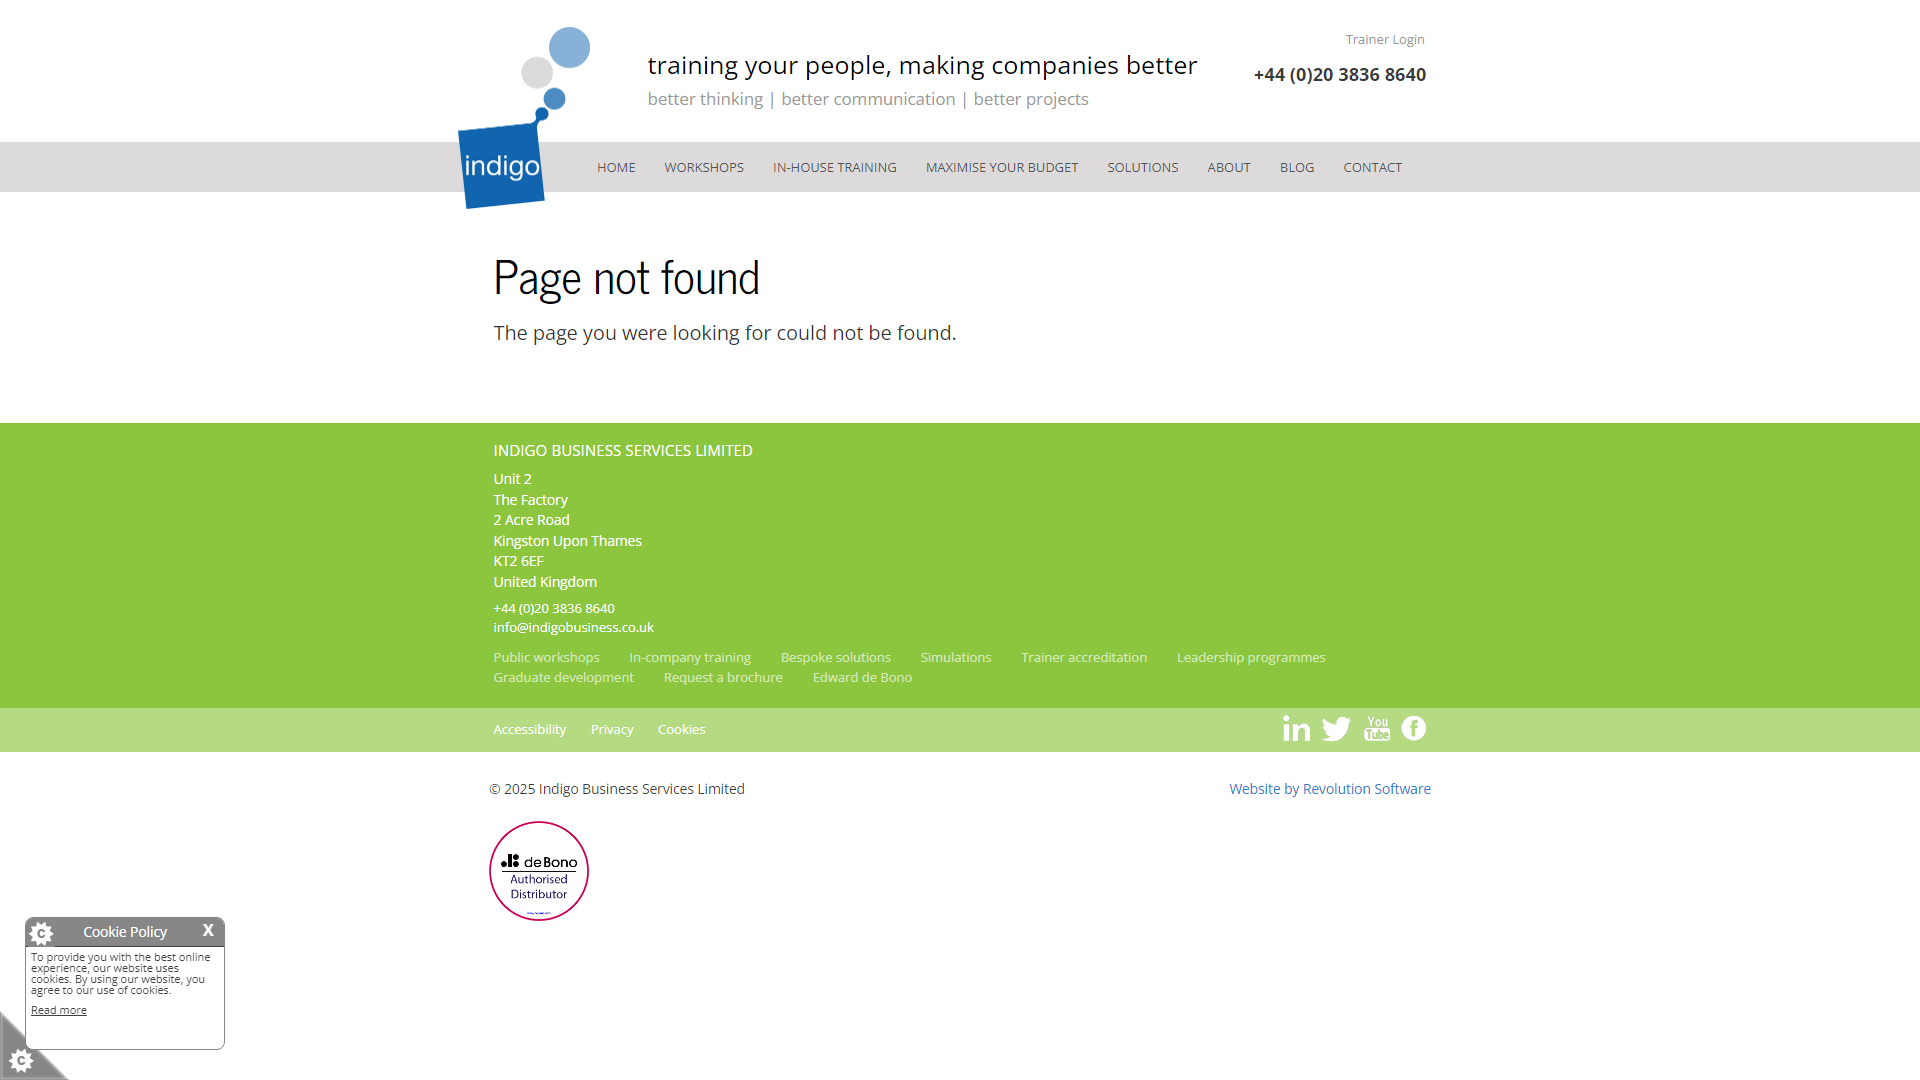 Trainer Login
training your people, making companies better
+44 (0)20 3836 8640
better thinking | better communication | better projects
indigo
HOME WORKSHOPS IN-HOUSE TRAINING MAXIMISE YOUR BUDGET SOLUTIONS ABOUT BLOG CONTACT
Page not found
The page you were looking for could not be found.
INDIGO BUSINESS SERVICES LIMITED
Unit 2
The Factory
2 Acre Road
Kingston Upon Thames
KT2 6EF
United Kingdom
+44 (0)20 3836 8640
info@indigobusiness.co.uk
Public workshops In-company training Bespoke solutions Simulations Trainer accreditation Leadership programmes
Graduate development Request a brochure Edward de Bono
Accessibility Privacy Cookies
in You Tube f
© 2025 Indigo Business Services Limited
Website by Revolution Software
de Bono
Authorised
Distributor
C Cookie Policy X
To provide you with the best online
experience, our website uses
cookies. By using our website, you
agree to our use of cookies.
Read more
C